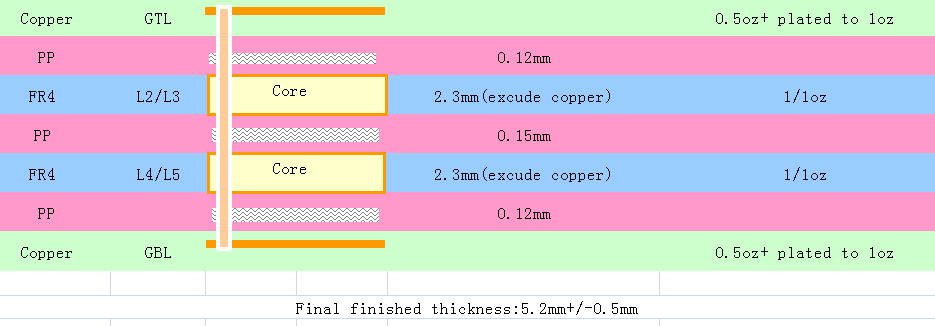 Copper GTL 0.5oz+ plated to 1oz
PP 0.12mm
FR4 L2/L3 Core 2.3mm(excude copper) 1/1oz
PP 0.15mm
FR4 L4/L5 Core 2.3mm(excude copper) 1/1oz
PP 0.12mm
Copper GBL 0.5oz+ plated to 1oz
Final finished thickness:5.2mm+/-0.5mm